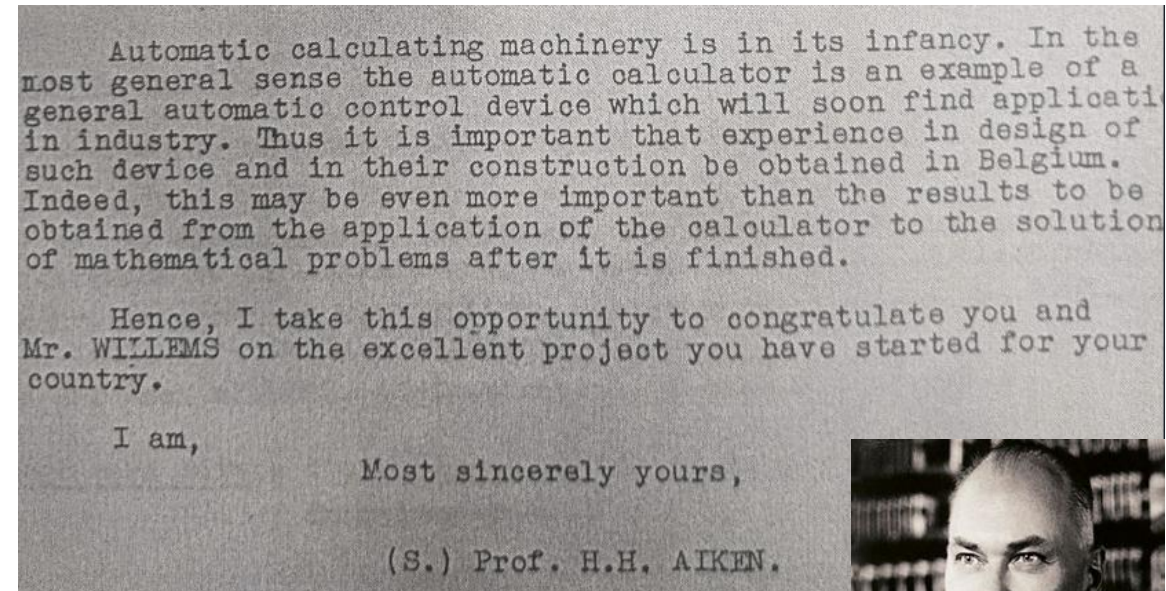 Automatic calculating machinery is in its infancy. In the
most general sense the automatic calculator is an example of a
general automatic control device which will soon find applicati
in industry. Thus it is important that experience in design of
such device and in their construction be obtained in Belgium.
Indeed, this may be even more important than the results to be
obtained from the application of the calculator to the solution
of mathematical problems after it is finished.
Hence, I take this opportunity to congratulate you and
Mr. WILLEMS on the excellent project you have started for your
country.
I am,
Most sincerely yours,
(S.) Prof. H.H. AIKEN.